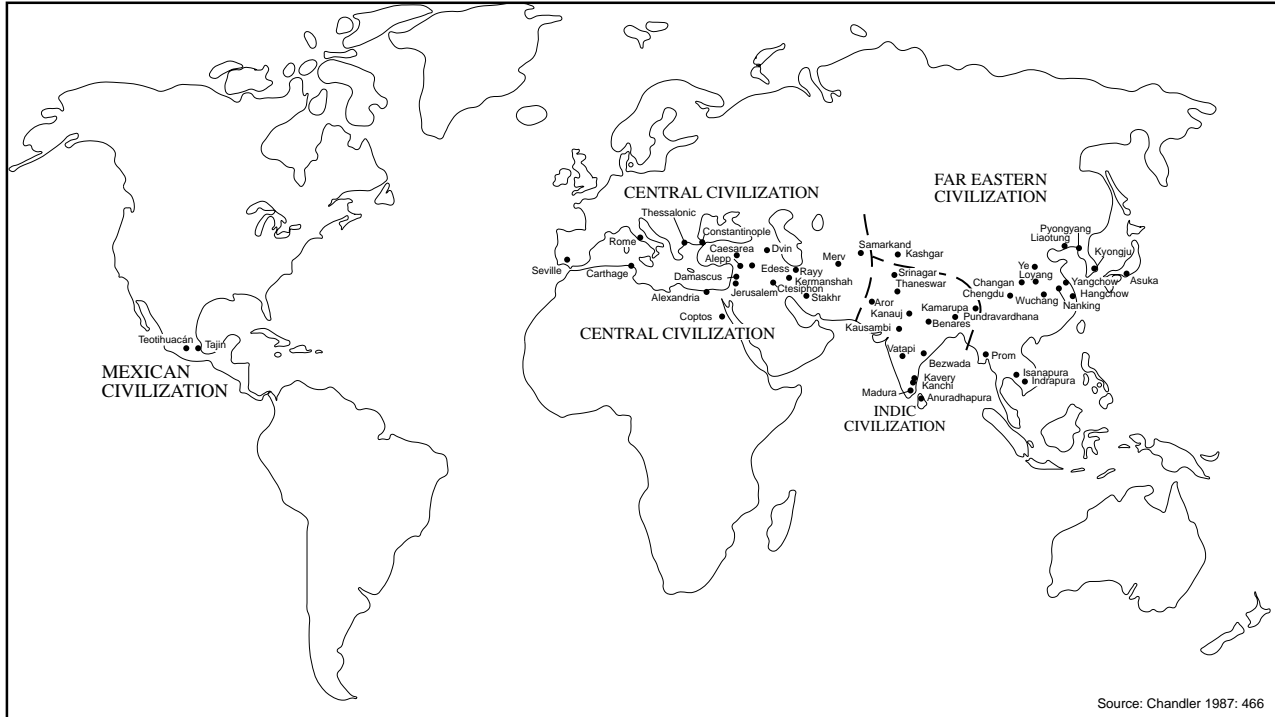 CENTRAL CIVILIZATION
FAR EASTERN
CIVILIZATION
Thessalonic
Constantinople
Rome
Caesarea
Dvin
Alepp
Seville
Carthage
Edess
Rayy
Damascus
Kermanshah
Ctesiphon
Jerusalem
Stakhr
Alexandria
Coptos
CENTRAL CIVILIZATION
Merv
Samarkand
Kashgar
Srinagar
Thaneswar
Aror
Kanauj
Kamarupa
Pundravardhana
Kausambi
Benares
Vatapi
Bezwada
Kavery
Kanchi
Madura
Anuradhapura
INDIC
CIVILIZATION
Pyongyang
Liaotung
Kyongju
Ye
Loyang
Changan
Yangchow
Asuka
Chengdu
Hangchow
Wuchang
Nanking
Prom
Isanapura
Indrapura
Teotihuacán
Tajin
MEXICAN
CIVILIZATION
Source: Chandler 1987: 466